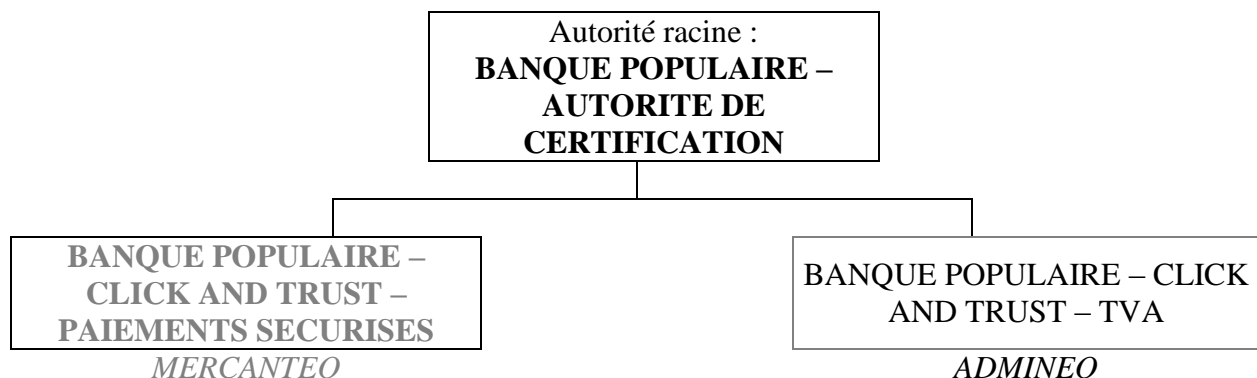 Autorité racine :
BANQUE POPULAIRE –
AUTORITE DE
CERTIFICATION
BANQUE POPULAIRE –
CLICK AND TRUST –
PAIEMENTS SECURISES
MERCANTEO
BANQUE POPULAIRE – CLICK
AND TRUST – TVA
ADMINEO